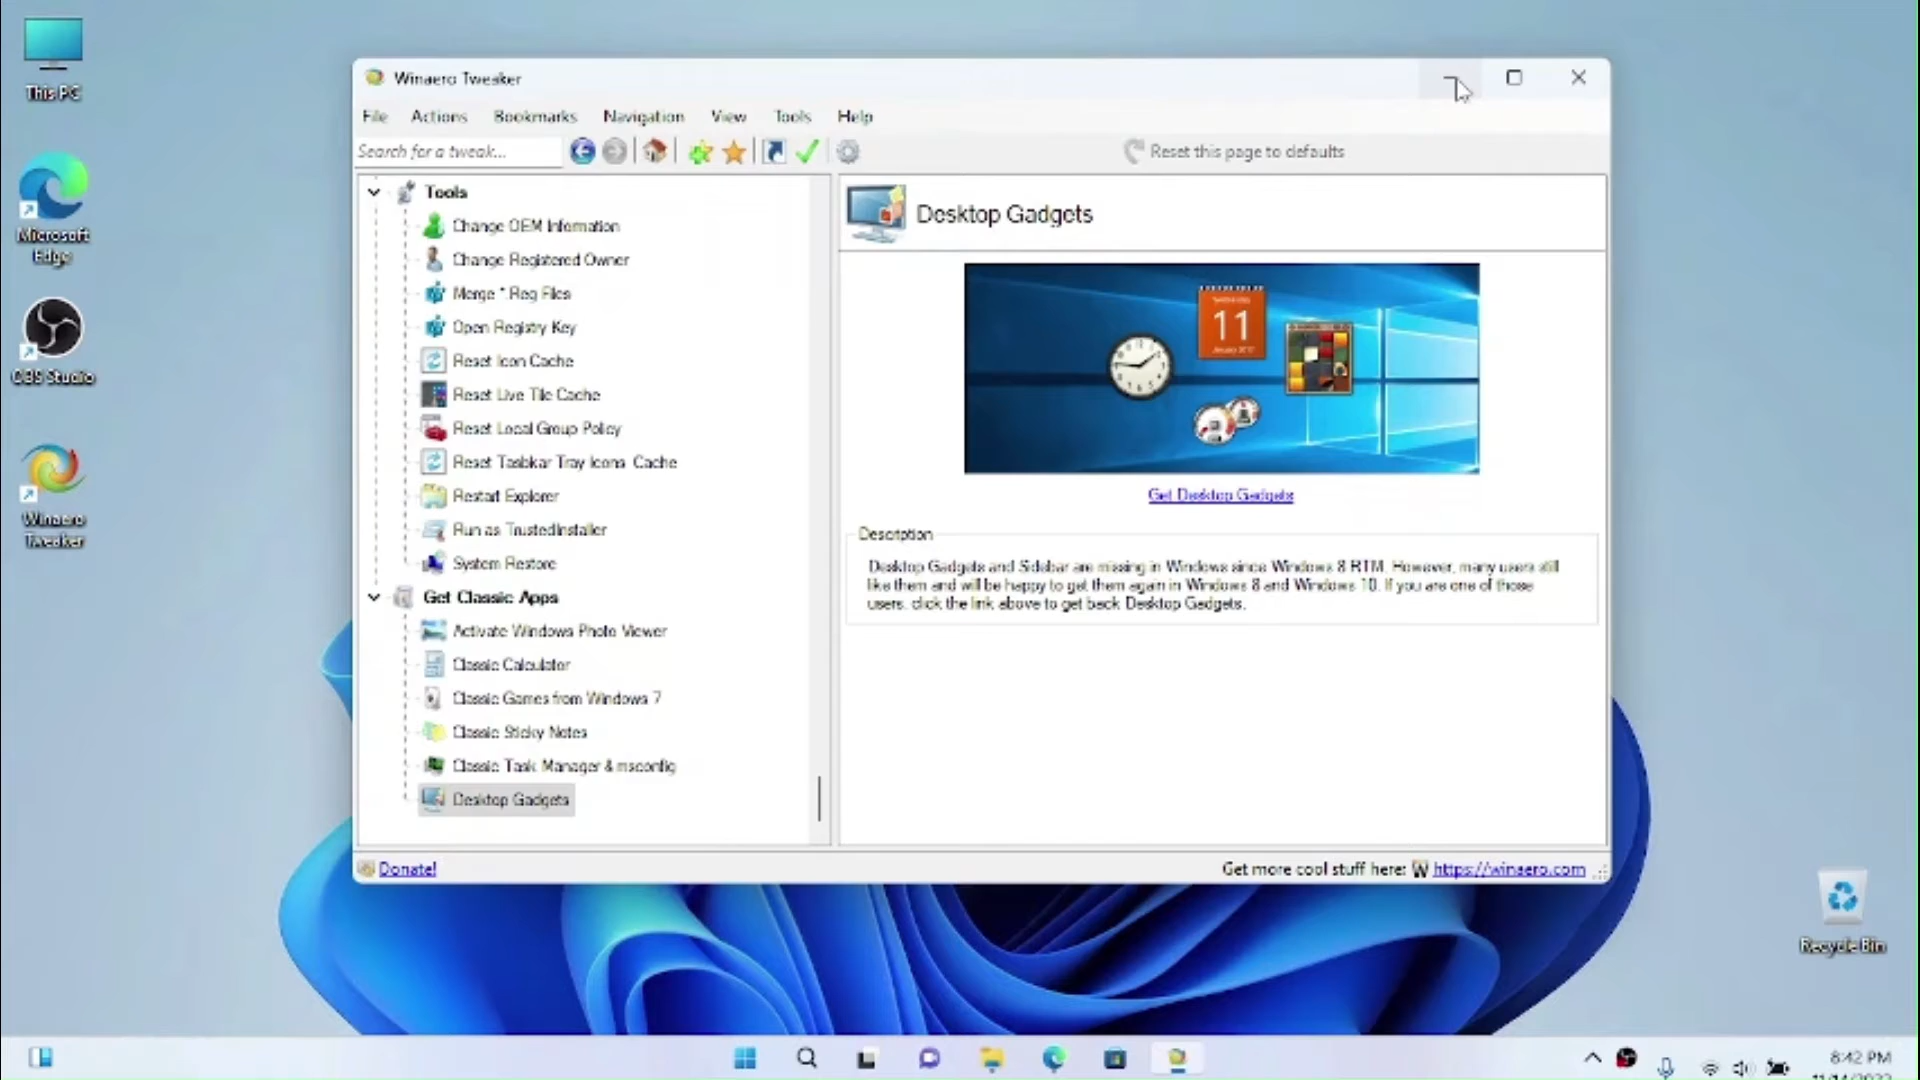 This PC
Microsoft
Edge
OBS Studio
Winaero
Tweaker
Winaero Tweaker
File Actions Bookmarks Navigation View Tools Help
Search for a tweak...
Reset this page to defaults
Tools
Change OEM Information
Change Registered Owner
Merge *.Reg Files
Open Registry Key
Reset Icon Cache
Reset Live Tile Cache
Reset Local Group Policy
Reset Tasbkar Tray Icons Cache
Restart Explorer
Run as TrustedInstaller
System Restore
Get Classic Apps
Activate Windows Photo Viewer
Classic Calculator
Classic Games from Windows 7
Classic Sticky Notes
Classic Task Manager & msconfig
Desktop Gadgets
Desktop Gadgets
11
Get Desktop Gadgets
Description
Desktop Gadgets and Sidebar are missing in Windows since Windows 8 RTM. However, many users still
like them and will be happy to get them again in Windows 8 and Windows 10. If you are one of those
users, click the link above to get back Desktop Gadgets.
Donate!
Get more cool stuff here: https://winaero.com
Recycle Bin
8:42 PM